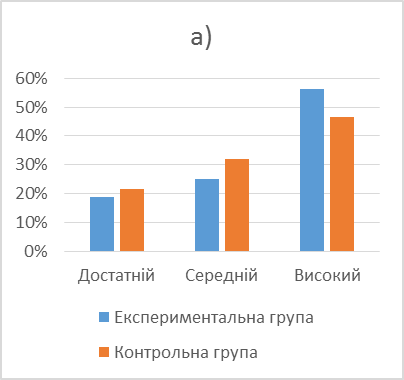 а)
60%
50%
40%
30%
20%
10%
0%
Достатній Середній Високий
Експериментальна група
Контрольна група